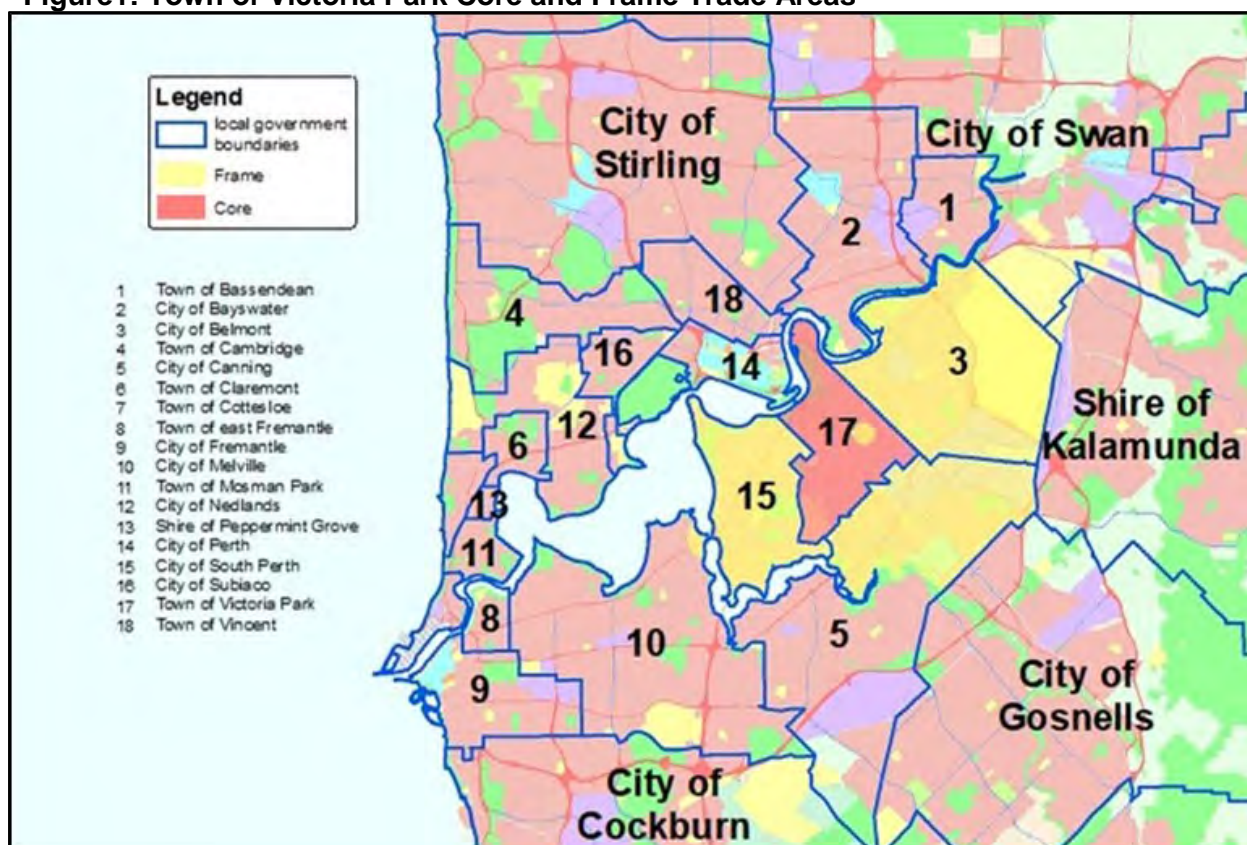 Figure1: Town of Victoria Park Core and Frame Trade Areas
Legend
local government
boundaries
Frame
Core
1 Town of Bassendean
2 City of Bayswater
3 City of Belmont
4 Town of Cambridge
5 City of Canning
6 Town of Claremont
7 Town of Cottesloe
8 Town of east Fremantle
9 City of Fremantle
10 City of Melville
11 Town of Mosman Park
12 City of Nedlands
13 Shire of Peppermint Grove
14 City of Perth
15 City of South Perth
16 City of Subiaco
17 Town of Victoria Park
18 Town of Vincent
City of
Stirling
City of Swan
1
2
18
4
16
14
3
12
6
17
Shire of
Kalamunda
15
13
11
8
10
5
9
City of
Gosnells
City of
Cockburn